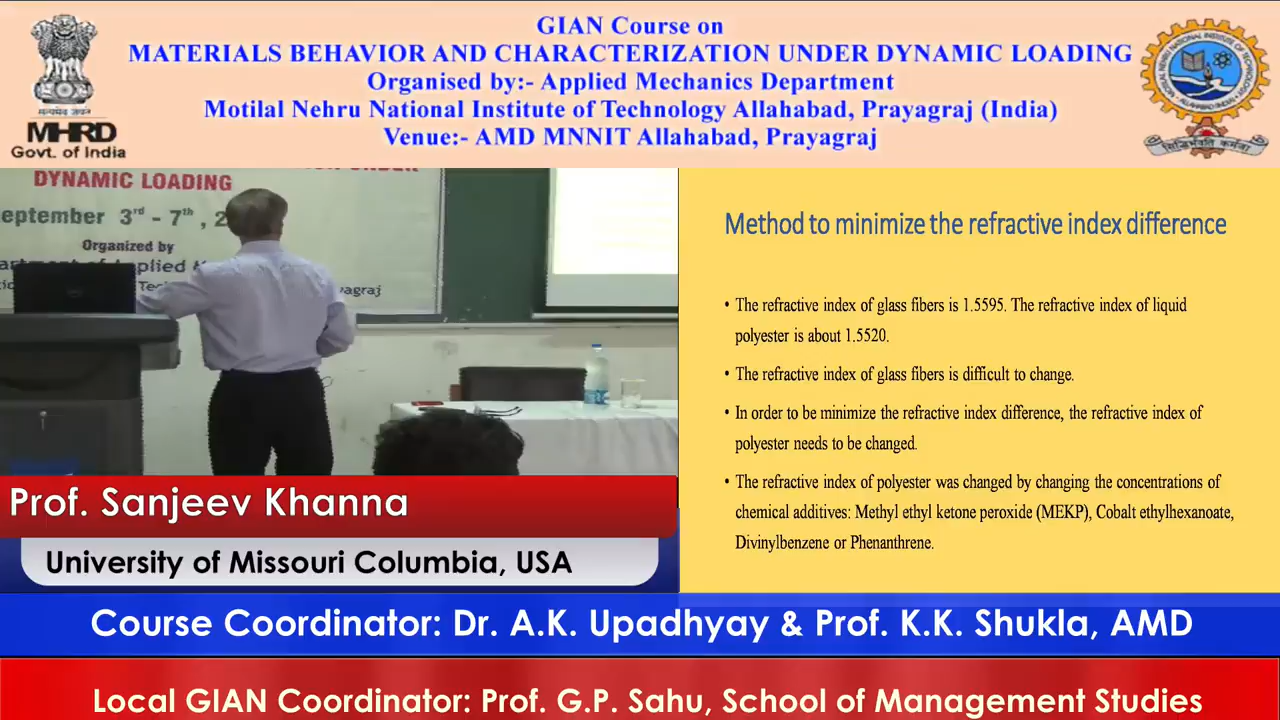 GIAN Course on
MATERIALS BEHAVIOR AND CHARACTERIZATION UNDER DYNAMIC LOADING
Organised by:- Applied Mechanics Department
Motilal Nehru National Institute of Technology Allahabad, Prayagraj (India)
Venue:- AMD MNNIT Allahabad, Prayagraj
सत्यमेव जयते
MHRD
Govt. of India
DYNAMIC LOADING
eptember 3rd - 7th, 2
Organized by
Applied
yagraj
Method to minimize the refractive index difference
• The refractive index of glass fibers is 1.5595. The refractive index of liquid
polyester is about 1.5520.
• The refractive index of glass fibers is difficult to change.
• In order to be minimize the refractive index difference, the refractive index of
polyester needs to be changed.
• The refractive index of polyester was changed by changing the concentrations of
chemical additives: Methyl ethyl ketone peroxide (MEKP), Cobalt ethylhexanoate,
Divinylbenzene or Phenanthrene.
Prof. Sanjeev Khanna
University of Missouri Columbia, USA
Course Coordinator: Dr. A.K. Upadhyay & Prof. K.K. Shukla, AMD
Local GIAN Coordinator: Prof. G.P. Sahu, School of Management Studies